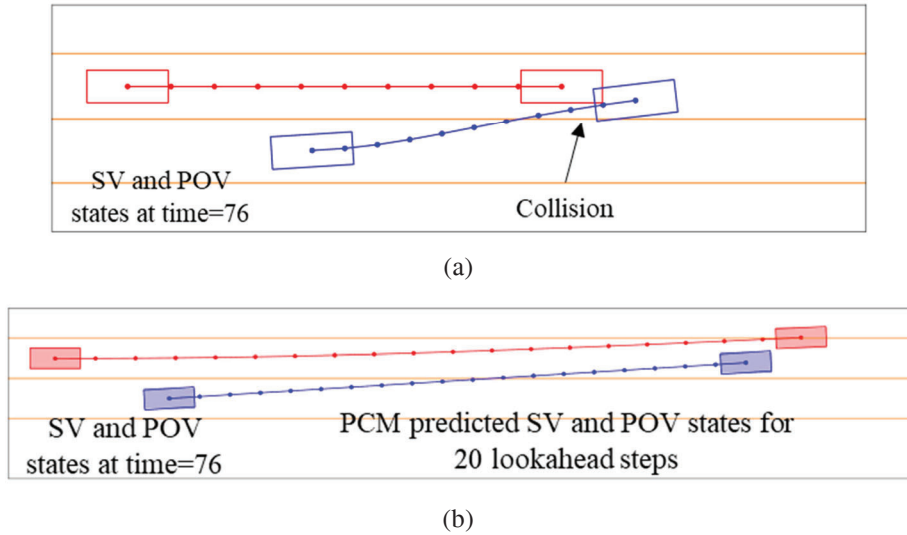 SV and POV
states at time=76
Collision
(a)
SV and POV
states at time=76
PCM predicted SV and POV states for
20 lookahead steps
(b)